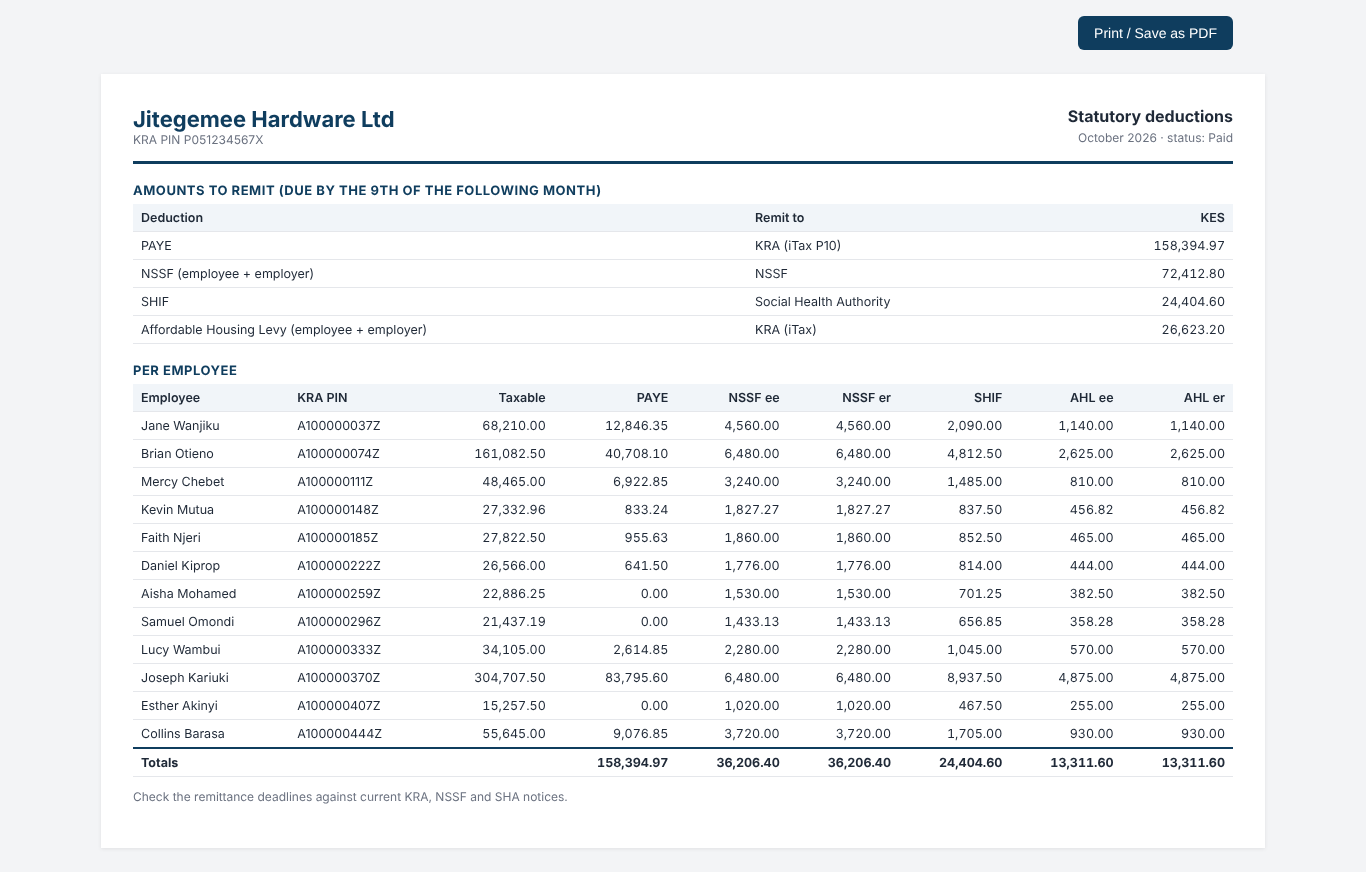 Print / Save as PDF
Jitegemee Hardware Ltd
Statutory deductions
KRA PIN P051234567X
October 2026 · status: Paid
AMOUNTS TO REMIT (DUE BY THE 9TH OF THE FOLLOWING MONTH)
Deduction Remit to KES
PAYE KRA (iTax P10) 158,394.97
NSSF (employee + employer) NSSF 72,412.80
SHIF Social Health Authority 24,404.60
Affordable Housing Levy (employee + employer) KRA (iTax) 26,623.20
PER EMPLOYEE
Employee KRA PIN Taxable PAYE NSSF ee NSSF er SHIF AHL ee AHL er
Jane Wanjiku A100000037Z 68,210.00 12,846.35 4,560.00 4,560.00 2,090.00 1,140.00 1,140.00
Brian Otieno A100000074Z 161,082.50 40,708.10 6,480.00 6,480.00 4,812.50 2,625.00 2,625.00
Mercy Chebet A100000111Z 48,465.00 6,922.85 3,240.00 3,240.00 1,485.00 810.00 810.00
Kevin Mutua A100000148Z 27,332.96 833.24 1,827.27 1,827.27 837.50 456.82 456.82
Faith Njeri A100000185Z 27,822.50 955.63 1,860.00 1,860.00 852.50 465.00 465.00
Daniel Kiprop A100000222Z 26,566.00 641.50 1,776.00 1,776.00 814.00 444.00 444.00
Aisha Mohamed A100000259Z 22,886.25 0.00 1,530.00 1,530.00 701.25 382.50 382.50
Samuel Omondi A100000296Z 21,437.19 0.00 1,433.13 1,433.13 656.85 358.28 358.28
Lucy Wambui A100000333Z 34,105.00 2,614.85 2,280.00 2,280.00 1,045.00 570.00 570.00
Joseph Kariuki A100000370Z 304,707.50 83,795.60 6,480.00 6,480.00 8,937.50 4,875.00 4,875.00
Esther Akinyi A100000407Z 15,257.50 0.00 1,020.00 1,020.00 467.50 255.00 255.00
Collins Barasa A100000444Z 55,645.00 9,076.85 3,720.00 3,720.00 1,705.00 930.00 930.00
Totals 158,394.97 36,206.40 36,206.40 24,404.60 13,311.60 13,311.60
Check the remittance deadlines against current KRA, NSSF and SHA notices.